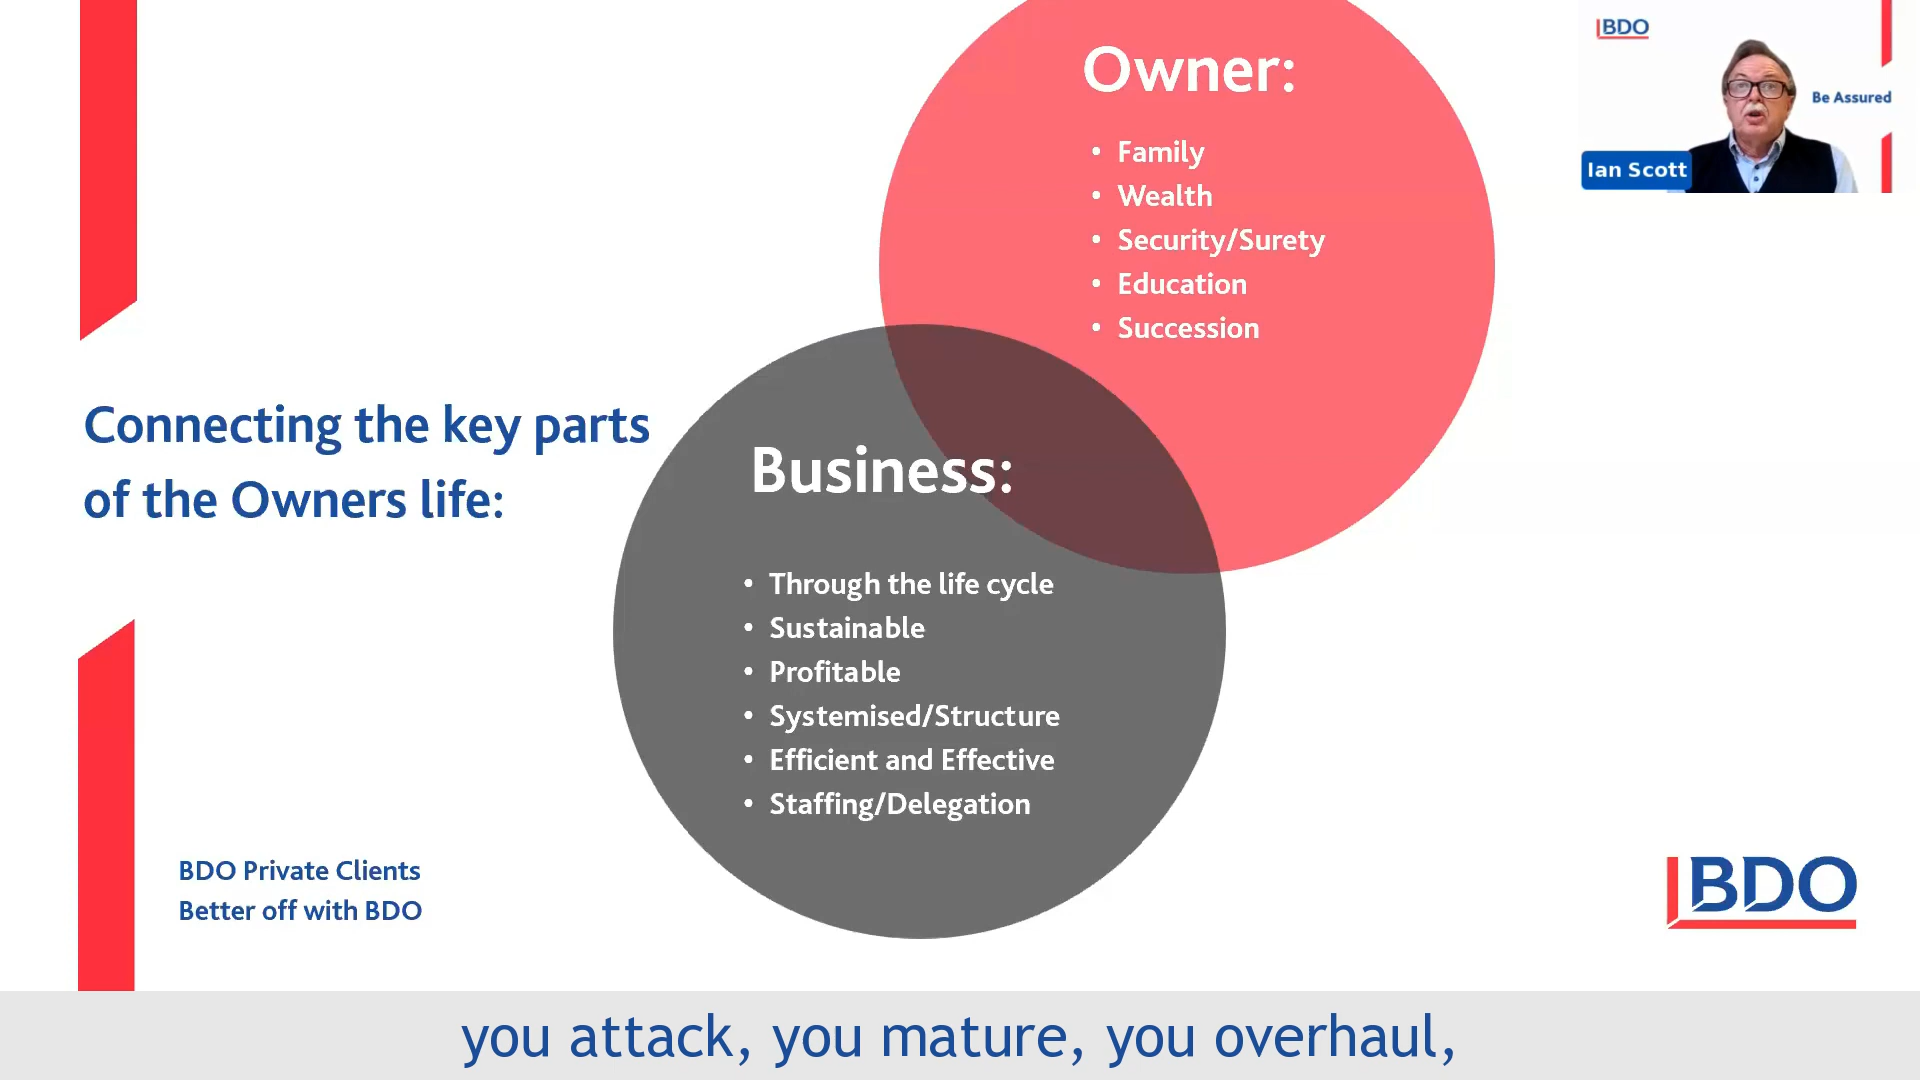 Owner:
• Family
• Wealth
• Security/Surety
• Education
• Succession
BDO
Be Assured
Ian Scott
Connecting the key parts
of the Owners life:
Business:
• Through the life cycle
• Sustainable
• Profitable
• Systemised/Structure
• Efficient and Effective
• Staffing/Delegation
BDO Private Clients
Better off with BDO
BDO
you attack, you mature, you overhaul,